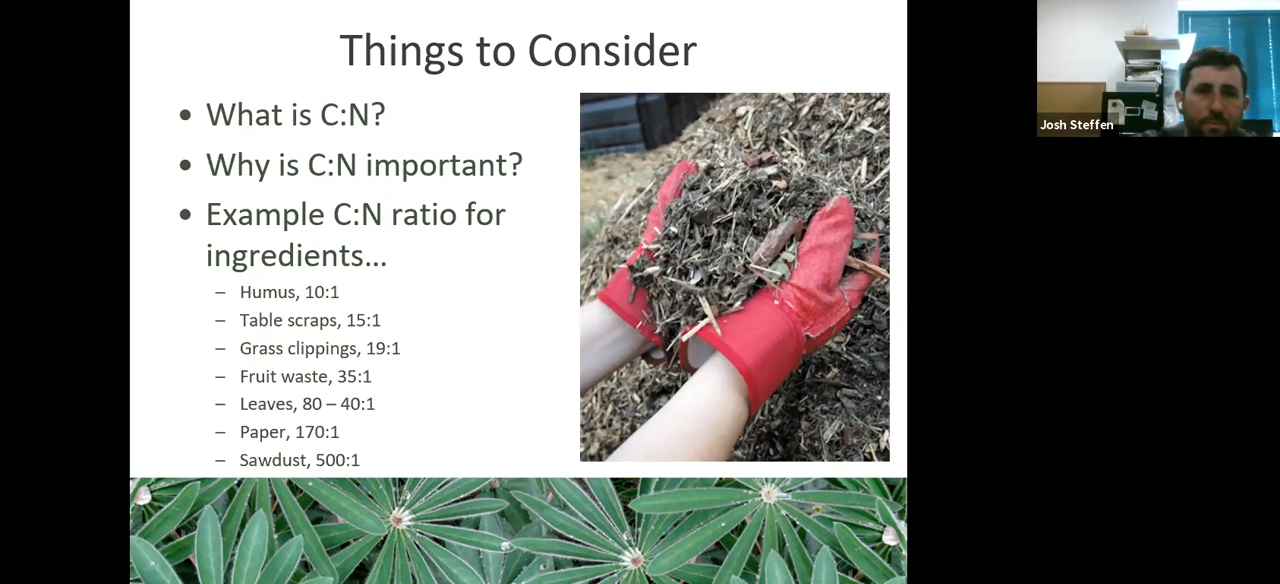 Things to Consider
• What is C:N?
• Why is C:N important?
• Example C:N ratio for
ingredients…
– Humus, 10:1
– Table scraps, 15:1
– Grass clippings, 19:1
– Fruit waste, 35:1
– Leaves, 80 – 40:1
– Paper, 170:1
– Sawdust, 500:1
Josh Steffen